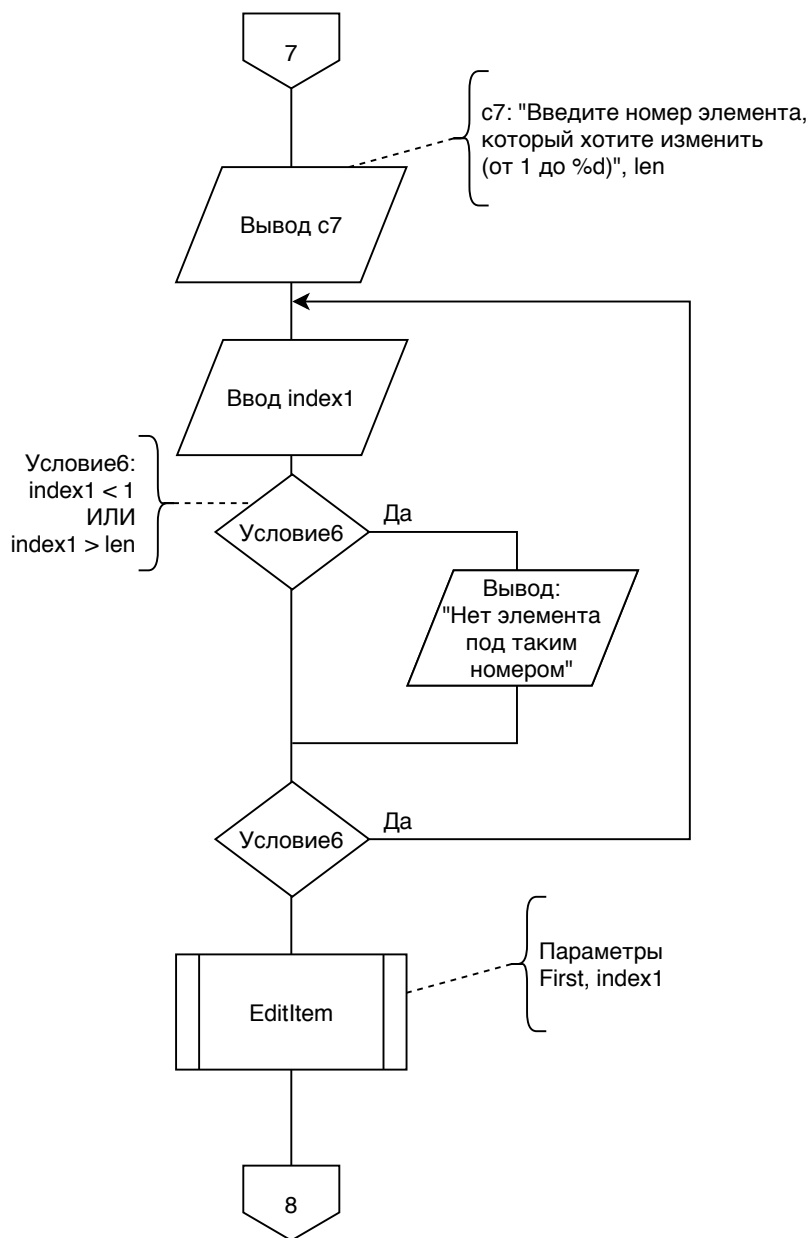 7
c7: "Введите номер элемента,
который хотите изменить
(от 1 до %d)", len
Вывод c7
Ввод index1
Условие6:
index1 < 1
ИЛИ
index1 > len
Условие6
Да
Вывод:
"Нет элемента
под таким
номером"
Условие6
Да
EditItem
Параметры
First, index1
8